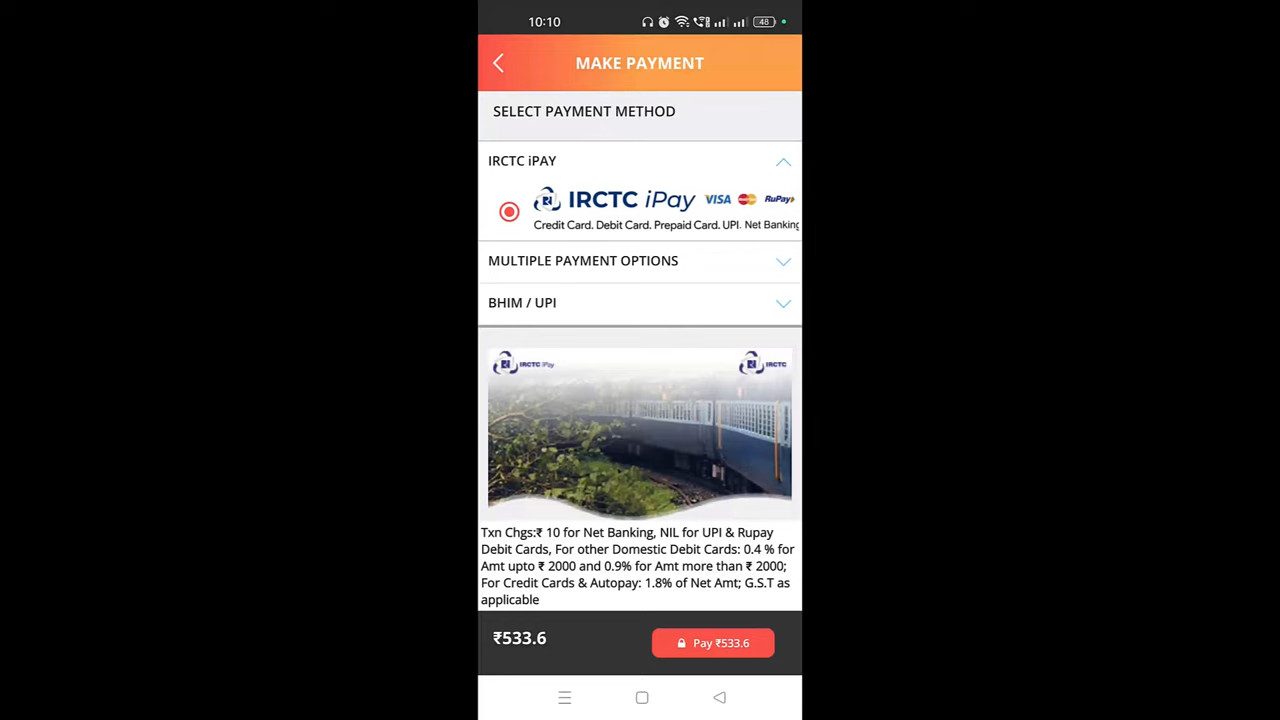 10:10
48
MAKE PAYMENT
SELECT PAYMENT METHOD
IRCTC iPAY
IRCTC iPay VISA RuPay
Credit Card. Debit Card. Prepaid Card. UPI. Net Banking
MULTIPLE PAYMENT OPTIONS
BHIM / UPI
IRCTC iPay IRCTC
Txn Chgs:₹ 10 for Net Banking, NIL for UPI & Rupay
Debit Cards, For other Domestic Debit Cards: 0.4 % for
Amt upto ₹ 2000 and 0.9% for Amt more than ₹ 2000;
For Credit Cards & Autopay: 1.8% of Net Amt; G.S.T as
applicable
₹533.6
Pay ₹533.6